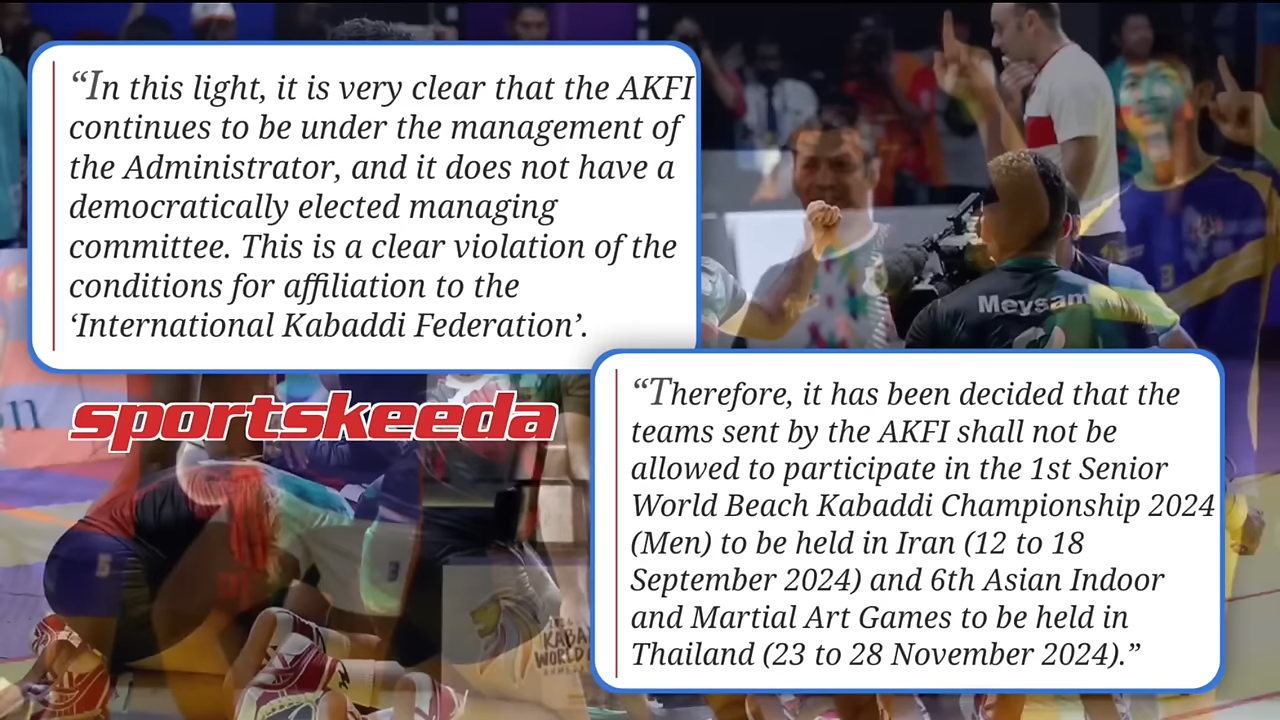 “In this light, it is very clear that the AKFI
continues to be under the management of
the Administrator, and it does not have a
democratically elected managing
committee. This is a clear violation of the
conditions for affiliation to the
‘International Kabaddi Federation’.
Meysam
sportskeeda
“Therefore, it has been decided that the
teams sent by the AKFI shall not be
allowed to participate in the 1st Senior
World Beach Kabaddi Championship 2024
(Men) to be held in Iran (12 to 18
September 2024) and 6th Asian Indoor
and Martial Art Games to be held in
Thailand (23 to 28 November 2024).”